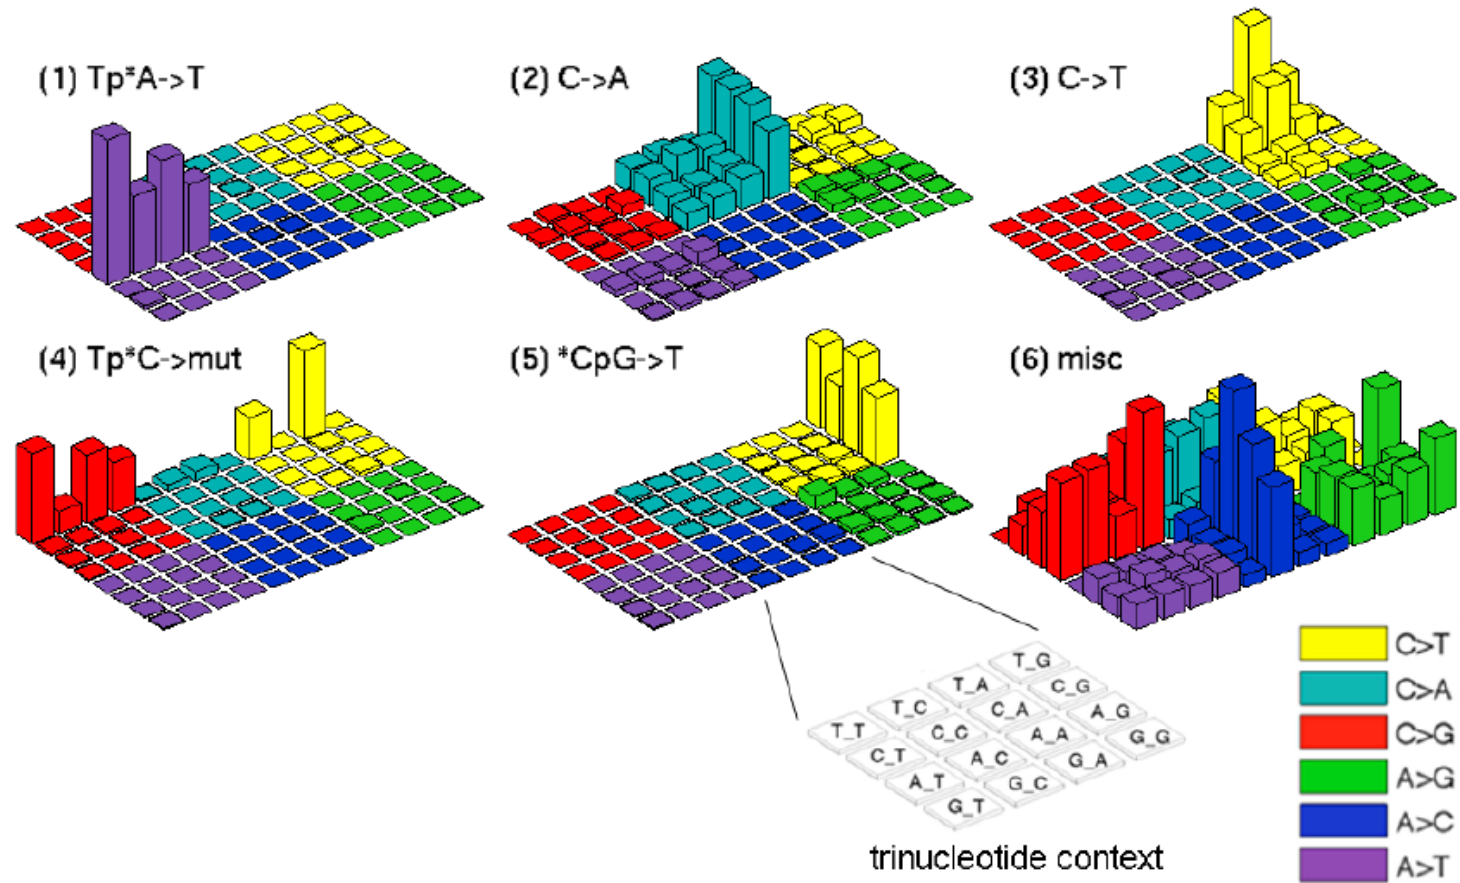 (1) Tp*A->T
(2) C->A
(3) C->T
(4) Tp*C->mut
(5) *CpG->T
(6) misc
T_G
T_A
C_G
T_C
C_A
A_G
T_T
C_C
A_A
G_G
C_T
A_C
G_A
A_T
G_C
G_T
trinucleotide context
C>T
C>A
C>G
A>G
A>C
A>T